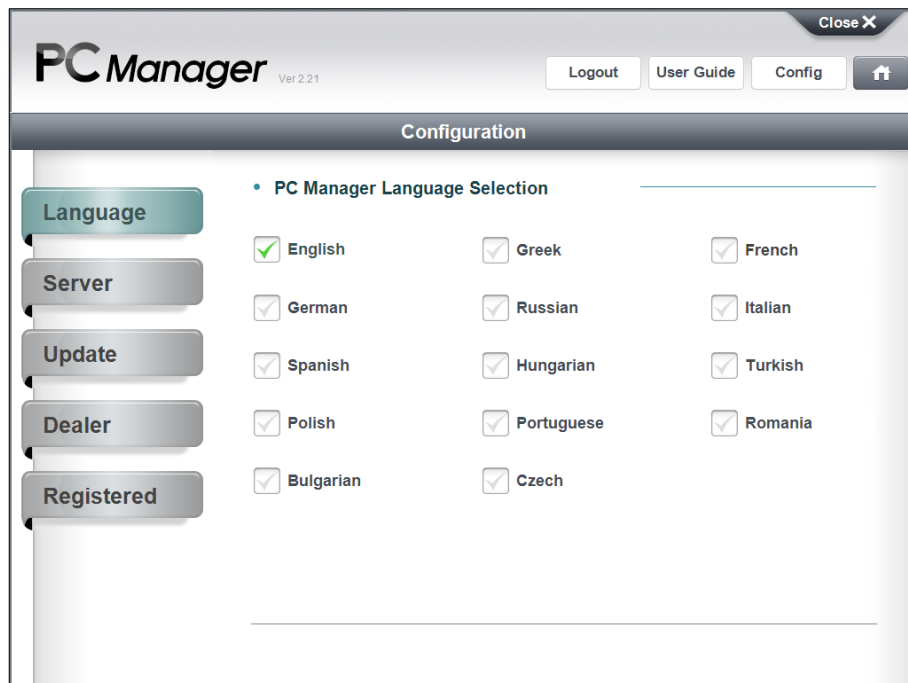 Close X
PC Manager Ver 2.21
Logout User Guide Config
Configuration
Language
Server
Update
Dealer
Registered
• PC Manager Language Selection
English Greek French
German Russian Italian
Spanish Hungarian Turkish
Polish Portuguese Romania
Bulgarian Czech